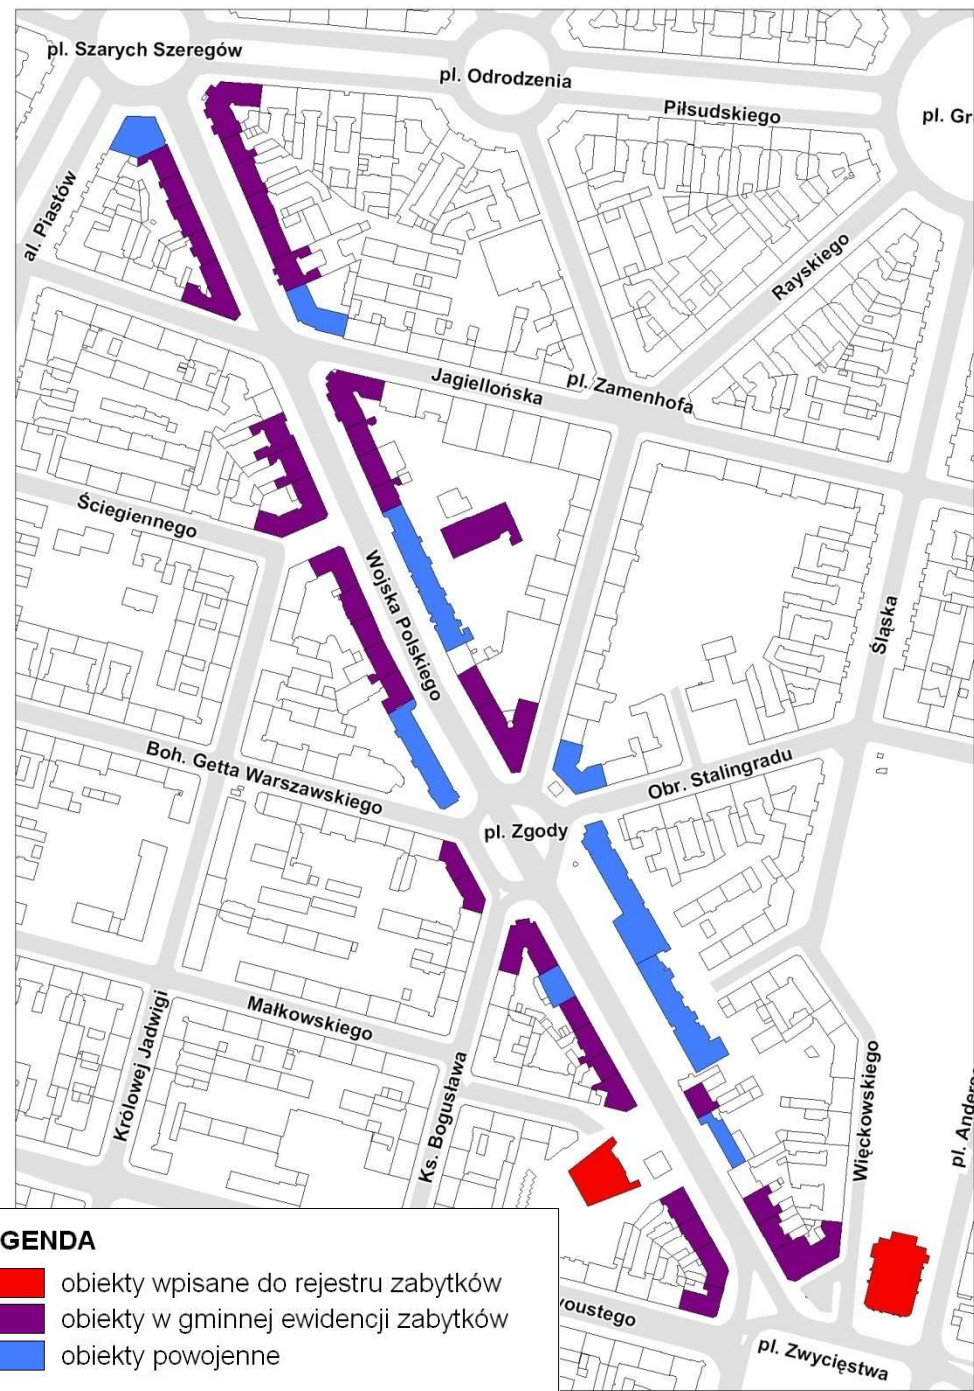 pl. Szarych Szeregów
pl. Odrodzenia
Piłsudskiego
pl. Gr
al. Piastów
Rayskiego
Jagiellońska
pl. Zamenhofa
Ściegiennego
Wojska Polskiego
Śląska
Boh. Getta Warszawskiego
Obr. Stalingradu
pl. Zgody
Małkowskiego
Królowej Jadwigi
Ks. Bogusława
Więckowskiego
pl. Anders
GENDA
obiekty wpisane do rejestru zabytków
obiekty w gminnej ewidencji zabytków
obiekty powojenne
voustego
pl. Zwycięstwa